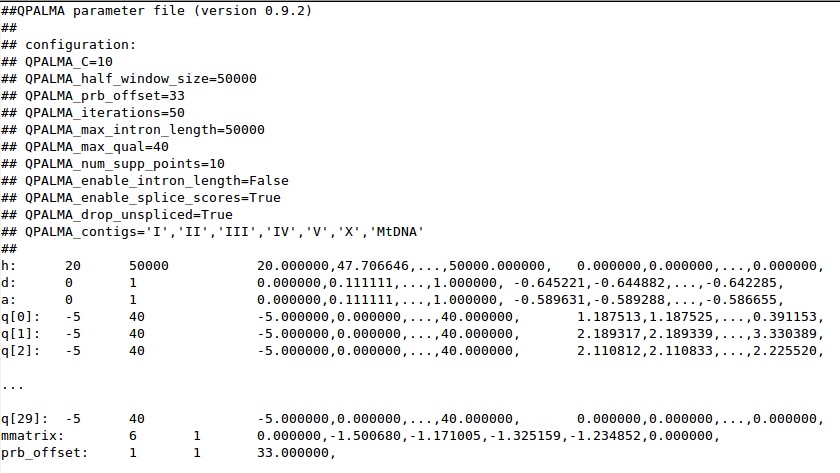 ##QPALMA parameter file (version 0.9.2)
##
## configuration:
## QPALMA_C=10
## QPALMA_half_window_size=50000
## QPALMA_prb_offset=33
## QPALMA_iterations=50
## QPALMA_max_intron_length=50000
## QPALMA_max_qual=40
## QPALMA_num_supp_points=10
## QPALMA_enable_intron_length=False
## QPALMA_enable_splice_scores=True
## QPALMA_drop_unspliced=True
## QPALMA_contigs='I','II','III','IV','V','X','MtDNA'
##
h:      20      50000           20.000000,47.706646,...,50000.000000,   0.000000,0.000000,...,0.000000,
d:      0       1               0.000000,0.111111,...,1.000000, -0.645221,-0.644882,...,-0.642285,
a:      0       1               0.000000,0.111111,...,1.000000, -0.589631,-0.589288,...,-0.586655,
q[0]:   -5      40              -5.000000,0.000000,...,40.000000,       1.187513,1.187525,...,0.391153,
q[1]:   -5      40              -5.000000,0.000000,...,40.000000,       2.189317,2.189339,...,3.330389,
q[2]:   -5      40              -5.000000,0.000000,...,40.000000,       2.110812,2.110833,...,2.225520,
...
q[29]:  -5      40              -5.000000,0.000000,...,40.000000,       0.000000,0.000000,...,0.000000,
mmatrix:        6       1       0.000000,-1.500680,-1.171005,-1.325159,-1.234852,0.000000,
prb_offset:     1       1       33.000000,